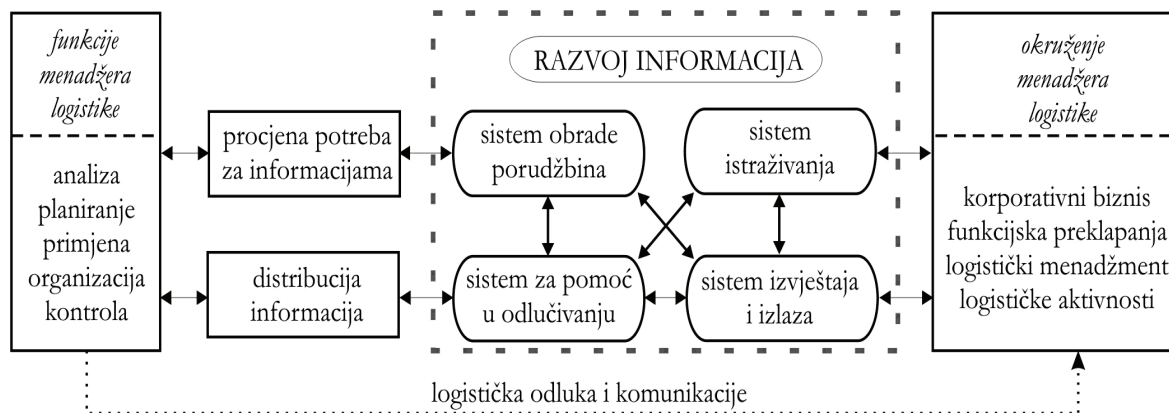 funkcije
menadžera
logistike
analiza
planiranje
primjena
organizacija
kontrola
procjena potreba
za informacijama
distribucija
informacija
RAZVOJ INFORMACIJA
sistem obrade
porudžbina
sistem
istraživanja
sistem za pomoć
u odlučivanju
sistem izvještaja
i izlaza
okruženje
menadžera
logistike
korporativni biznis
funkcijska preklapanja
logistički menadžment
logističke aktivnosti
logistička odluka i komunikacije